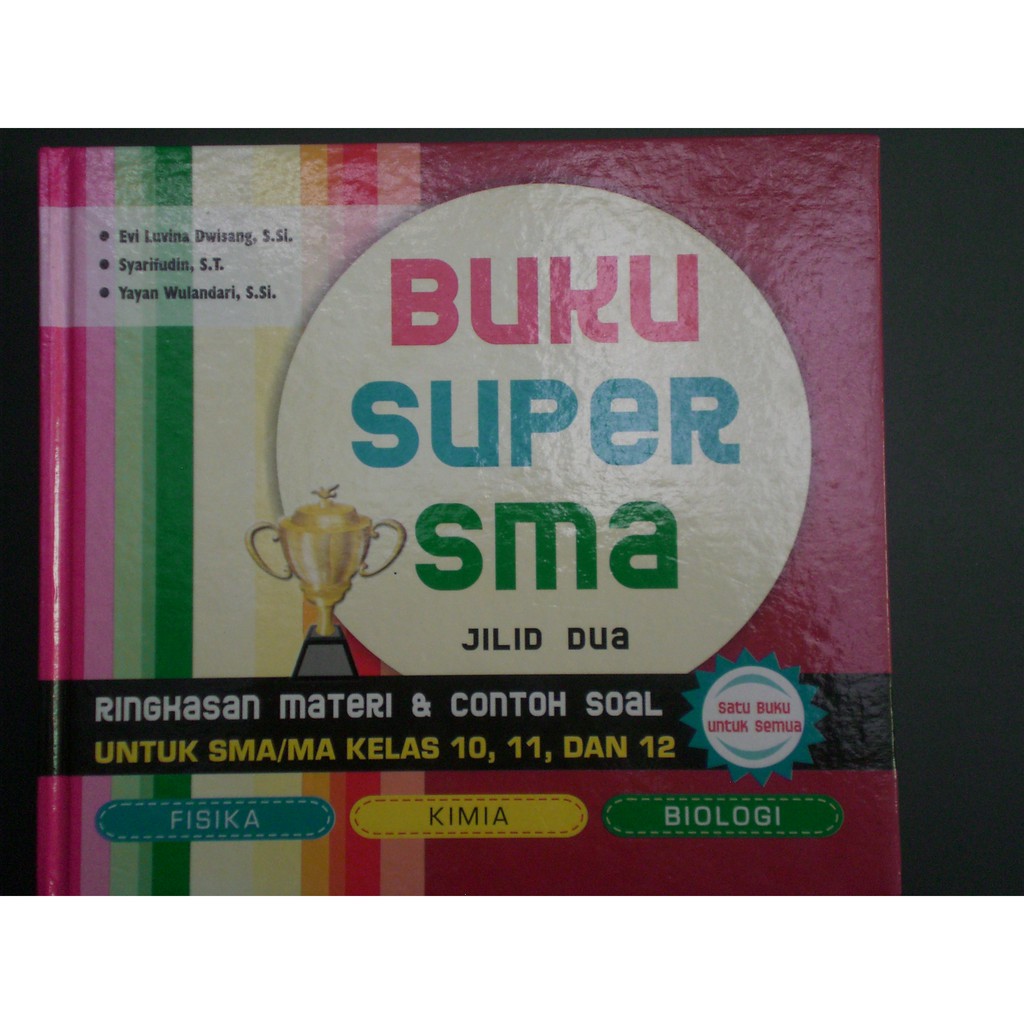 • Evi Luvina Dwisang, S.Si.
• Syarifudin, S.T.
• Yayan Wulandari, S.Si.
BUKU
SUPER
SMA
JILID DUA
RINGKASAN MATERI & CONTOH SOAL
UNTUK SMA/MA KELAS 10, 11, DAN 12
Satu Buku
untuk Semua
FISIKA
KIMIA
BIOLOGI